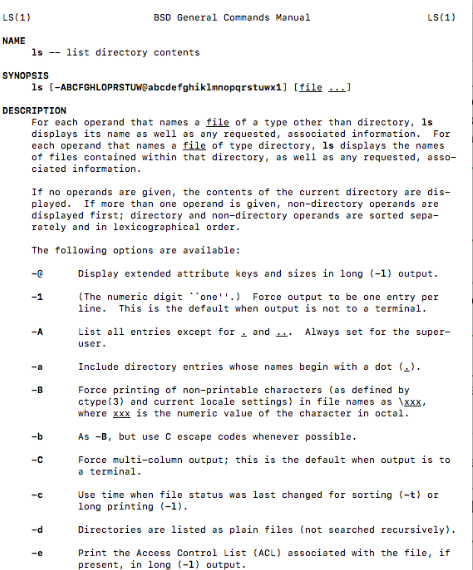 LS(1) BSD General Commands Manual LS(1)
NAME
ls -- list directory contents
SYNOPSIS
ls [-ABCFGHLOPRSTUW@abcdefghiklmnopqrstuwx1] [file ...]
DESCRIPTION
For each operand that names a file of a type other than directory, ls
displays its name as well as any requested, associated information. For
each operand that names a file of type directory, ls displays the names
of files contained within that directory, as well as any requested, asso-
ciated information.
If no operands are given, the contents of the current directory are dis-
played. If more than one operand is given, non-directory operands are
displayed first; directory and non-directory operands are sorted sepa-
rately and in lexicographical order.
The following options are available:
-@ Display extended attribute keys and sizes in long (-l) output.
-1 (The numeric digit ``one''.) Force output to be one entry per
line. This is the default when output is not to a terminal.
-A List all entries except for . and ... Always set for the super-
user.
-a Include directory entries whose names begin with a dot (.).
-B Force printing of non-printable characters (as defined by
ctype(3) and current locale settings) in file names as \xxx,
where xxx is the numeric value of the character in octal.
-b As -B, but use C escape codes whenever possible.
-C Force multi-column output; this is the default when output is to
a terminal.
-c Use time when file status was last changed for sorting (-t) or
long printing (-l).
-d Directories are listed as plain files (not searched recursively).
-e Print the Access Control List (ACL) associated with the file, if
present, in long (-l) output.